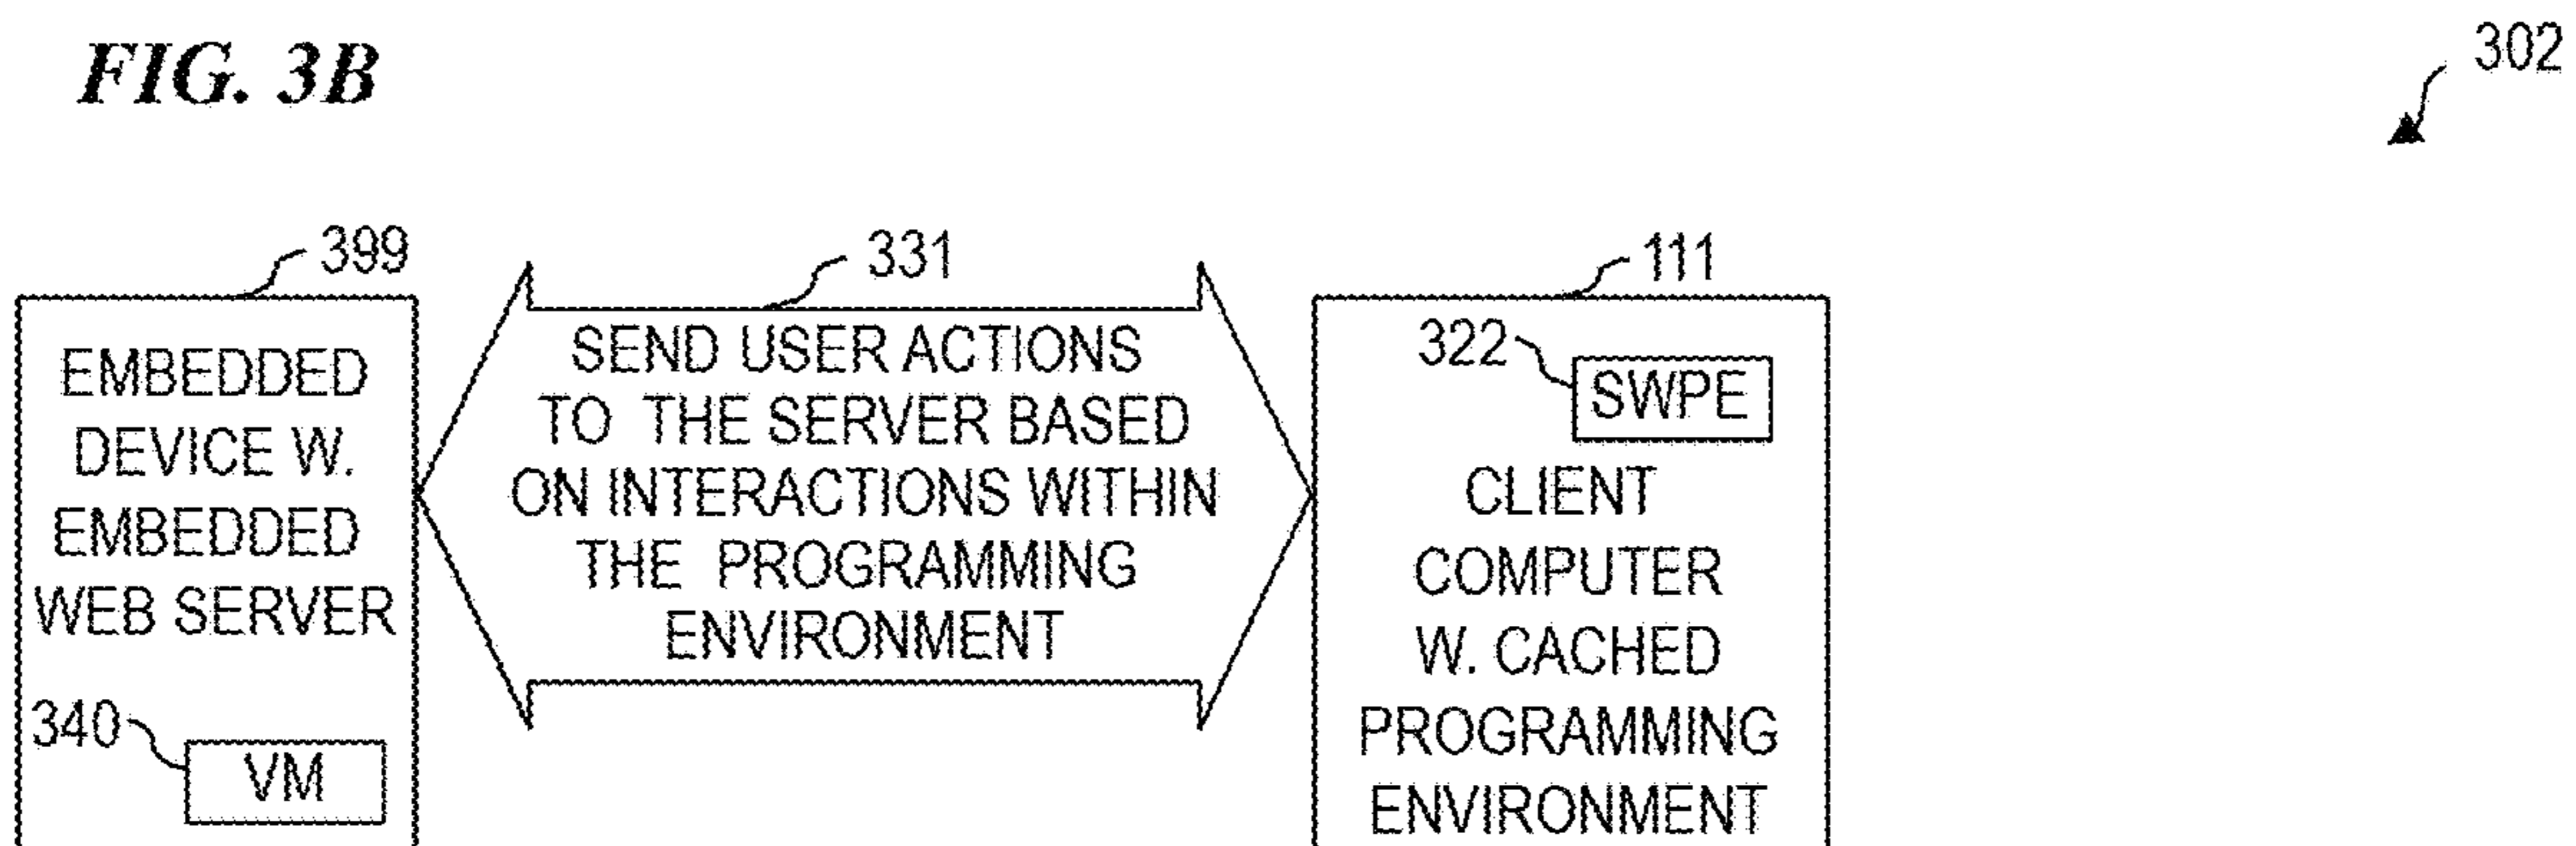 FIG. 3B
302
399
EMBEDDED
DEVICE W.
EMBEDDED
WEB SERVER
340
VM
331
SEND USER ACTIONS
TO THE SERVER BASED
ON INTERACTIONS WITHIN
THE PROGRAMMING
ENVIRONMENT
111
322
SWPE
CLIENT
COMPUTER
W. CACHED
PROGRAMMING
ENVIRONMENT